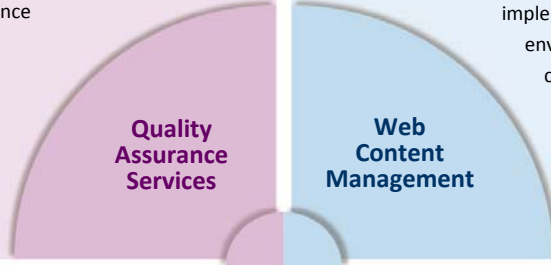 Quality
Assurance
Services
Web
Content
Management